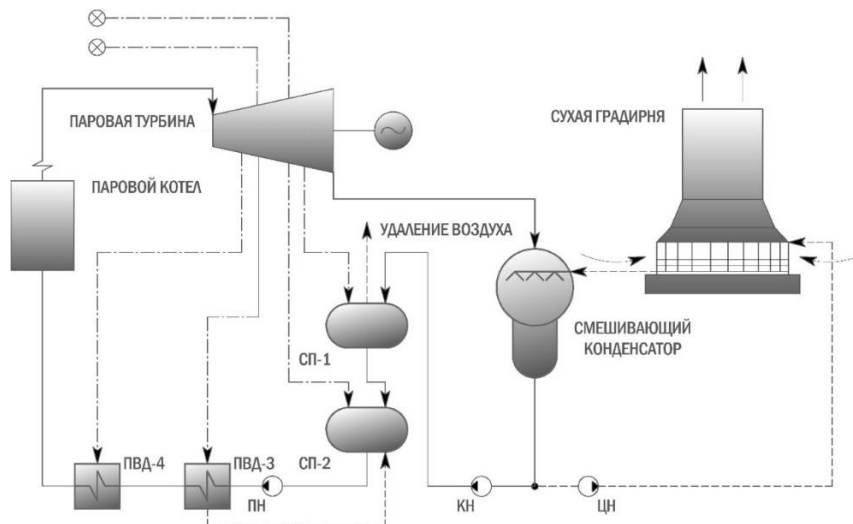 ПАРОВАЯ ТУРБИНА
СУХАЯ ГРАДИРНЯ
ПАРОВОЙ КОТЕЛ
УДАЛЕНИЕ ВОЗДУХА
СМЕШИВАЮЩИЙ
КОНДЕНСАТОР
СП-1
СП-2
ПВД-4
ПВД-3
ПН
КН
ЦН